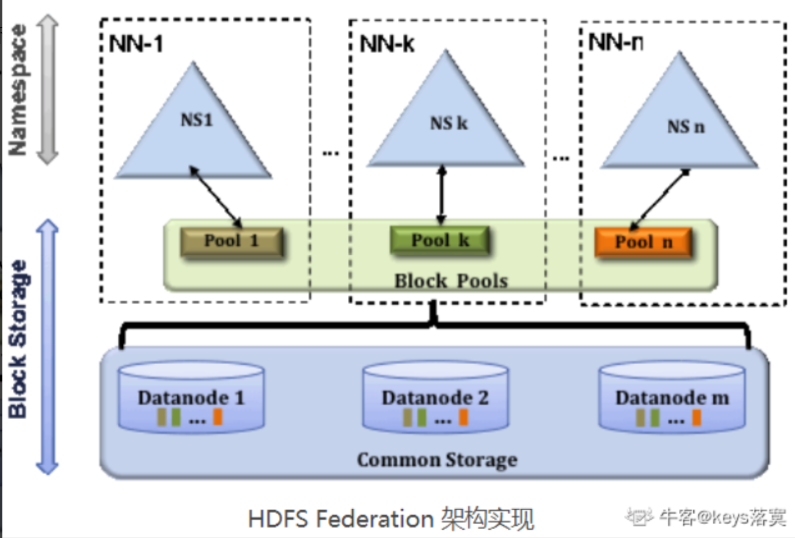 NN-1
NN-k
NN-n
Namespace
NS1
NS k
NS n
...
...
Pool 1
Pool k
Pool n
Block Pools
Block Storage
Datanode 1
Datanode 2
Datanode m
...
...
...
Common Storage
HDFS Federation 架构实现
牛客@keys落寞